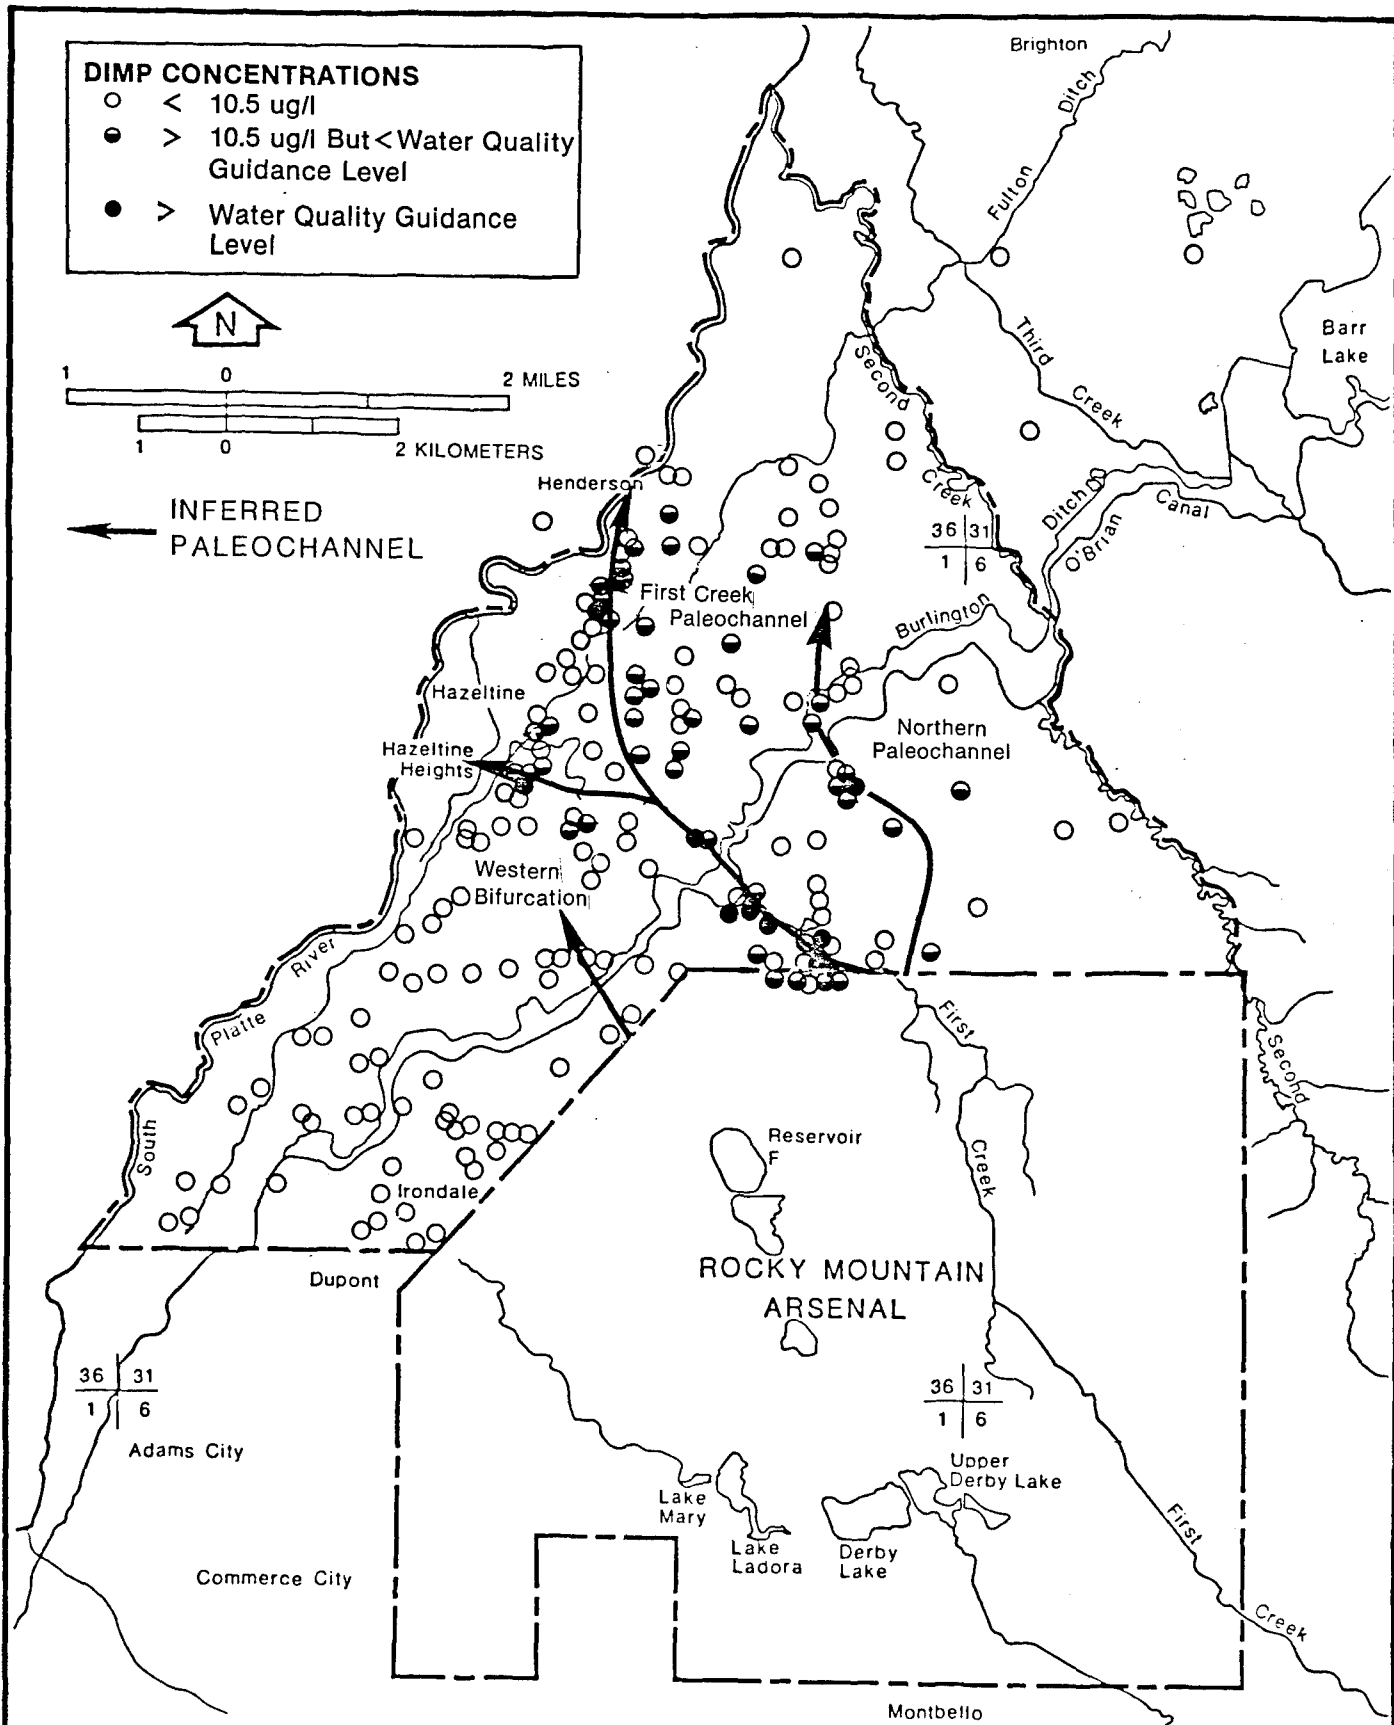 Brighton
DIMP CONCENTRATIONS
< 10.5 ug/l
> 10.5 ug/l But < Water Quality
Guidance Level
> Water Quality Guidance
Level
Ditch
Fulton
N
1 0 2 MILES
1 0 2 KILOMETERS
INFERRED
PALEOCHANNEL
Barr
Lake
Third
Creek
Second
Creek
Henderson
Ditch
O'Brian
Canal
36 31
1 6
First Creek
Paleochannel
Burlington
Hazeltine
Hazeltine
Heights
Northern
Paleochannel
Western
Bifurcation
River
Platte
South
First
Creek
Second
Creek
Reservoir
F
Irondale
Dupont
ROCKY MOUNTAIN
ARSENAL
36 31
1 6
36 31
1 6
Adams City
Upper
Derby Lake
Lake
Mary
Lake
Ladora
Derby
Lake
First
Creek
Commerce City
Montbello